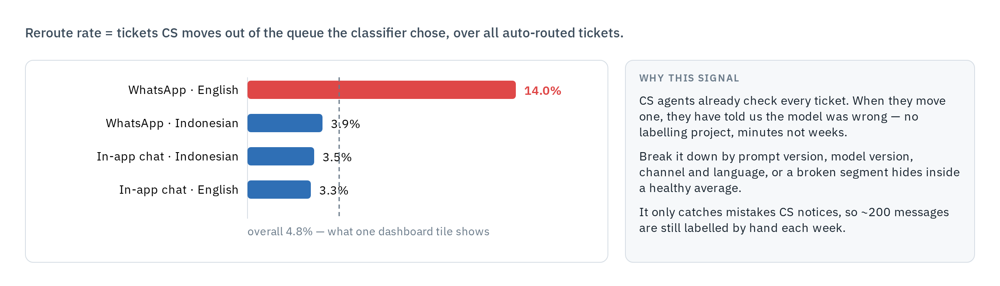 Reroute rate = tickets CS moves out of the queue the classifier chose, over all auto-routed tickets.
WhatsApp · English
14.0%
WhatsApp · Indonesian
3.9%
In-app chat · Indonesian
3.5%
In-app chat · English
3.3%
overall 4.8% — what one dashboard tile shows
WHY THIS SIGNAL
CS agents already check every ticket. When they move
one, they have told us the model was wrong — no
labelling project, minutes not weeks.
Break it down by prompt version, model version,
channel and language, or a broken segment hides inside
a healthy average.
It only catches mistakes CS notices, so ~200 messages
are still labelled by hand each week.